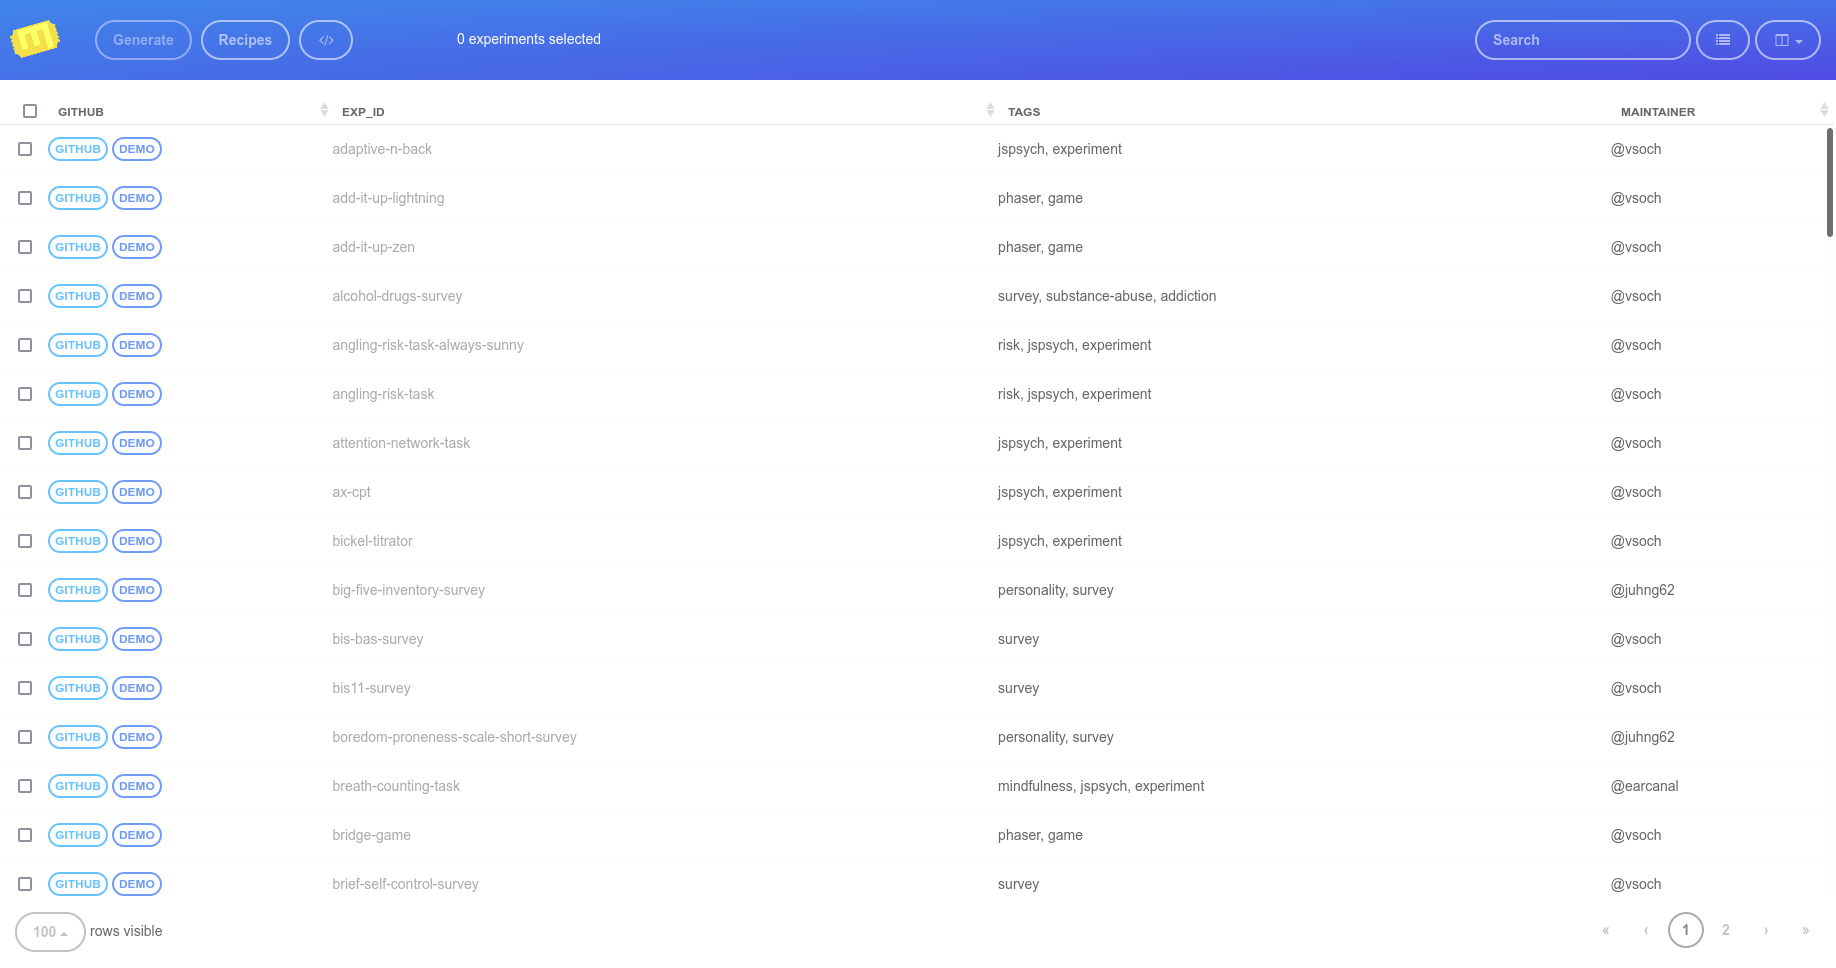 Generate Recipes </> 0 experiments selected Search
GITHUB EXP_ID TAGS MAINTAINER
GITHUB DEMO adaptive-n-back jspsych, experiment @vsoch
GITHUB DEMO add-it-up-lightning phaser, game @vsoch
GITHUB DEMO add-it-up-zen phaser, game @vsoch
GITHUB DEMO alcohol-drugs-survey survey, substance-abuse, addiction @vsoch
GITHUB DEMO angling-risk-task-always-sunny risk, jspsych, experiment @vsoch
GITHUB DEMO angling-risk-task risk, jspsych, experiment @vsoch
GITHUB DEMO attention-network-task jspsych, experiment @vsoch
GITHUB DEMO ax-cpt jspsych, experiment @vsoch
GITHUB DEMO bickel-titrator jspsych, experiment @vsoch
GITHUB DEMO big-five-inventory-survey personality, survey @juhng62
GITHUB DEMO bis-bas-survey survey @vsoch
GITHUB DEMO bis11-survey survey @vsoch
GITHUB DEMO boredom-proneness-scale-short-survey personality, survey @juhng62
GITHUB DEMO breath-counting-task mindfulness, jspsych, experiment @earcanal
GITHUB DEMO bridge-game phaser, game @vsoch
GITHUB DEMO brief-self-control-survey survey @vsoch
100 rows visible « ‹ 1 2 › »